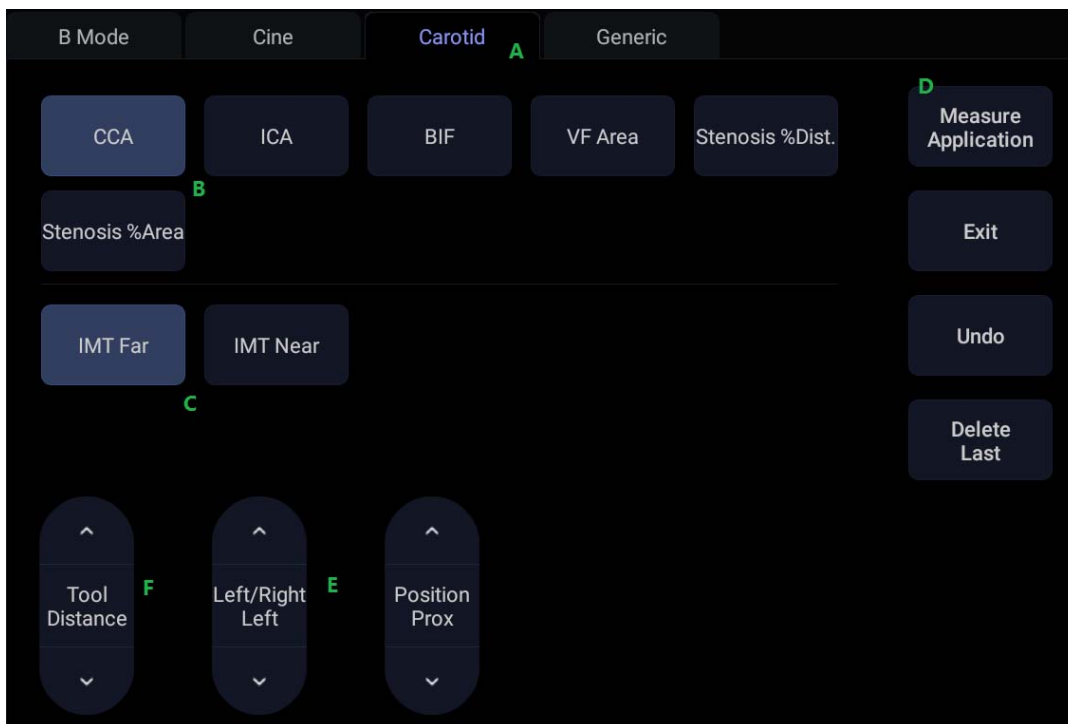 B Mode Cine Carotid Generic
A
D
CCA ICA BIF VF Area Stenosis %Dist.
Measure
Application
B
Stenosis %Area
Exit
IMT Far IMT Near
Undo
C
Delete
Last
Tool
Distance
F
Left/Right
Left
E
Position
Prox